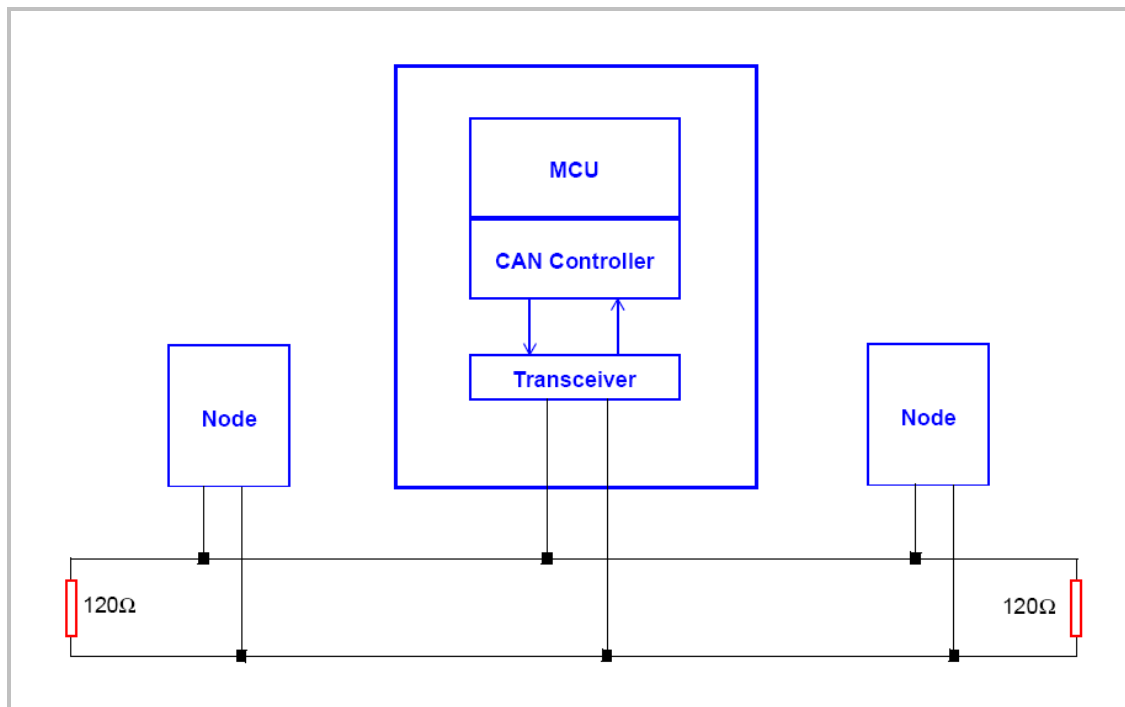 MCU
CAN Controller
Transceiver
Node
Node
120Ω
120Ω